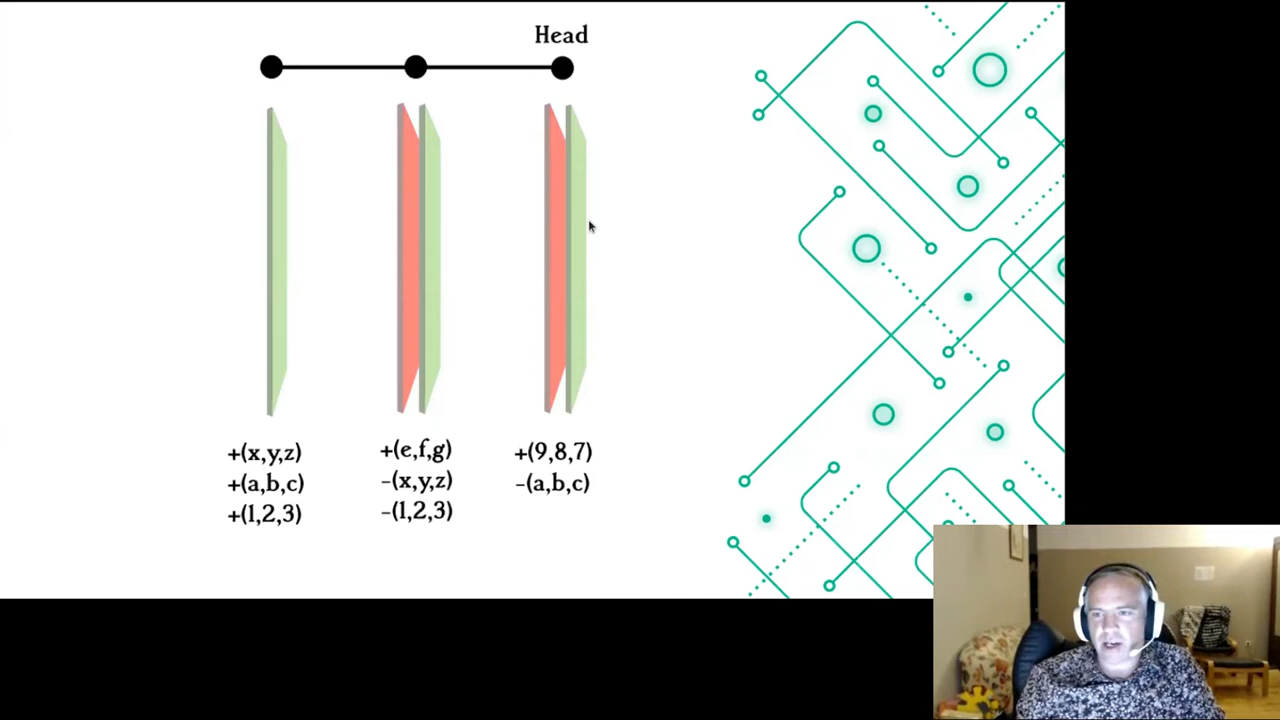 Head
+(x,y,z)
+(a,b,c)
+(1,2,3)
+(e,f,g)
-(x,y,z)
-(1,2,3)
+(9,8,7)
-(a,b,c)